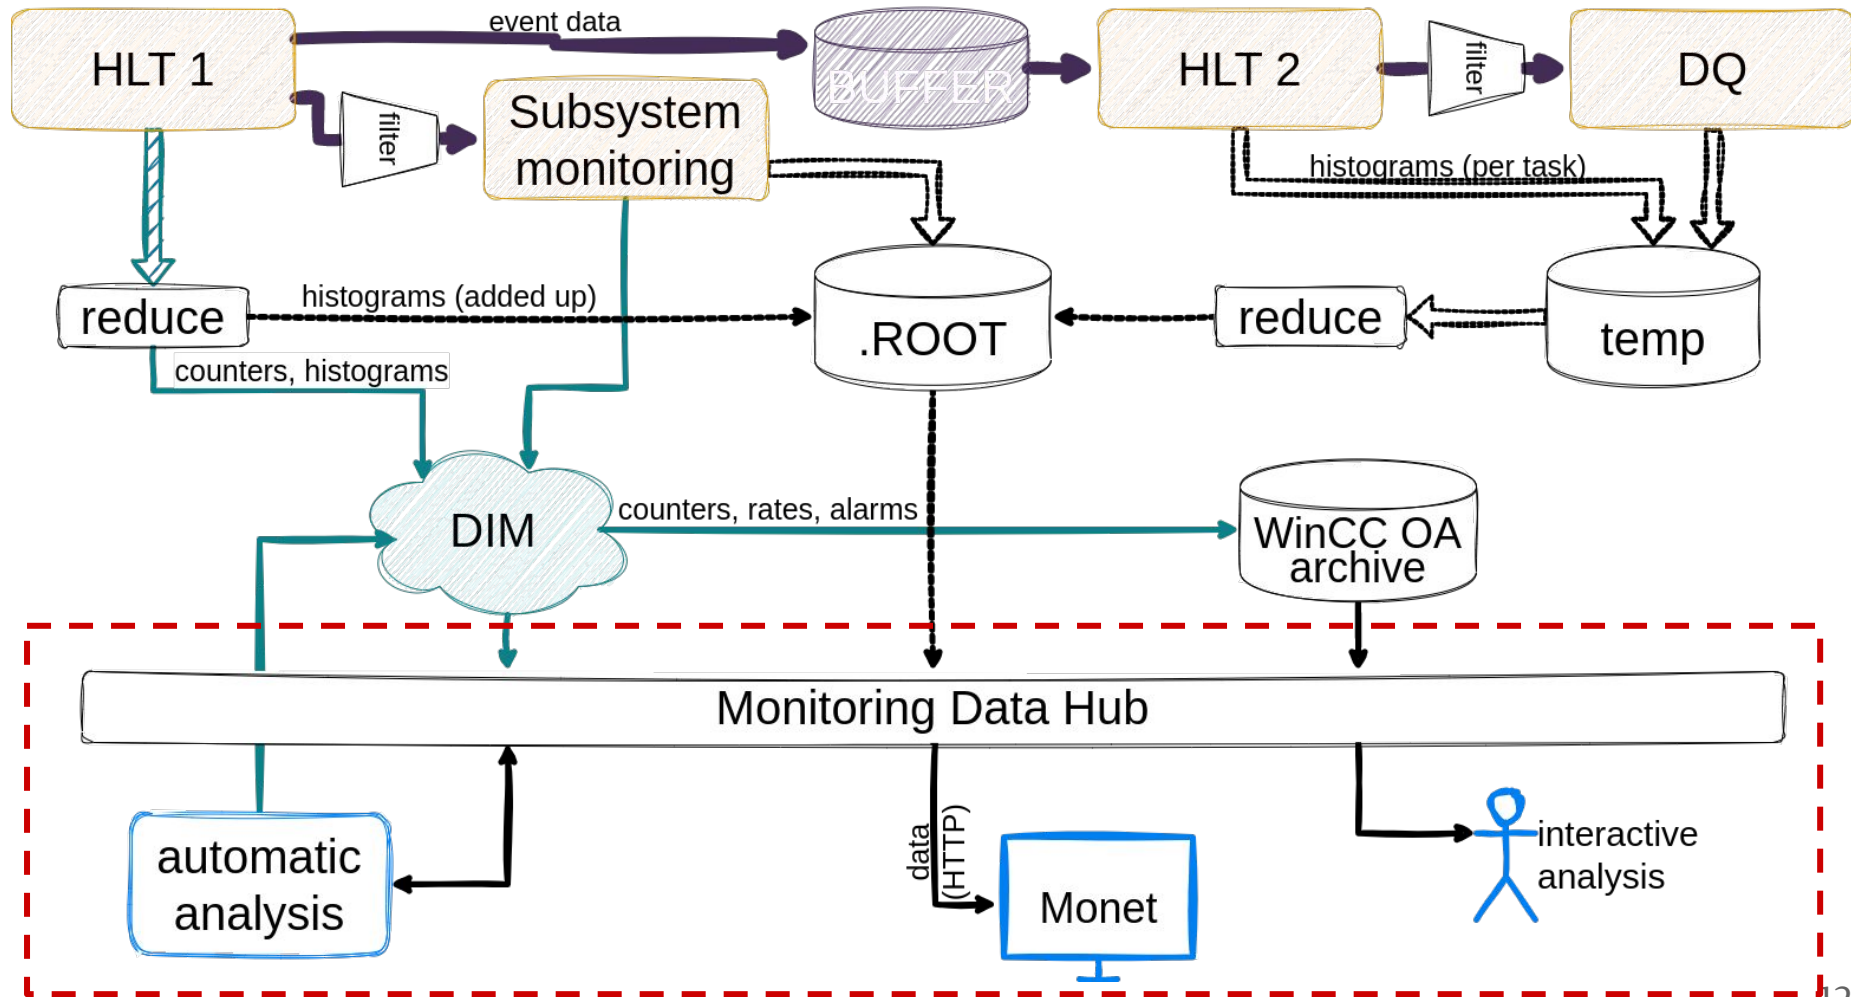 event data
HLT 1
BUFFER
HLT 2
filter
DQ
Subsystem
monitoring
filter
histograms (per task)
reduce
histograms (added up)
.ROOT
reduce
temp
counters, histograms
DIM
counters, rates, alarms
WinCC OA
archive
Monitoring Data Hub
automatic
analysis
data
(HTTP)
Monet
interactive
analysis